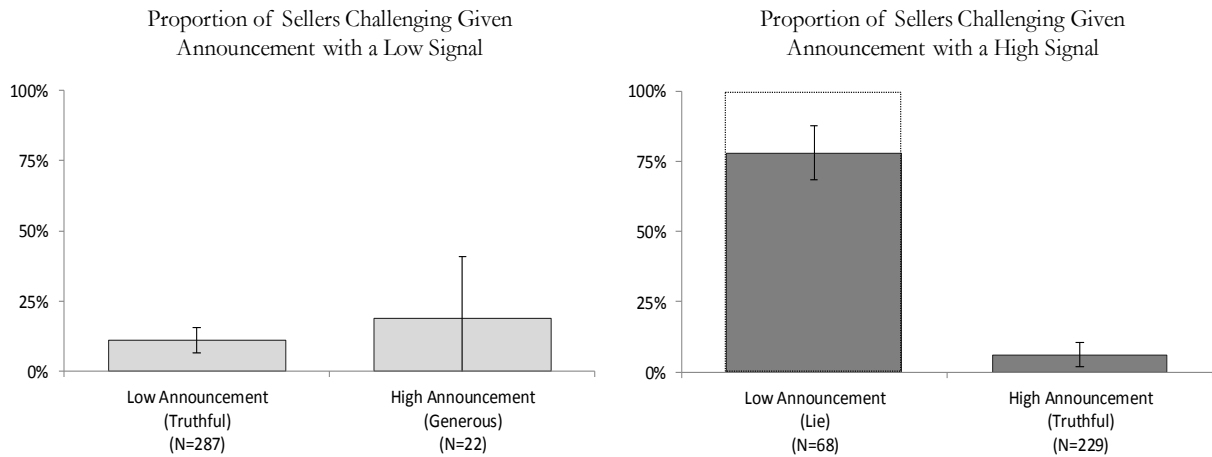 Proportion of Sellers Challenging Given
Announcement with a Low Signal
100%
75%
50%
25%
0%
Low Announcement
(Truthful)
(N=287)
High Announcement
(Generous)
(N=22)
Proportion of Sellers Challenging Given
Announcement with a High Signal
100%
75%
50%
25%
0%
Low Announcement
(Lie)
(N=68)
High Announcement
(Truthful)
(N=229)